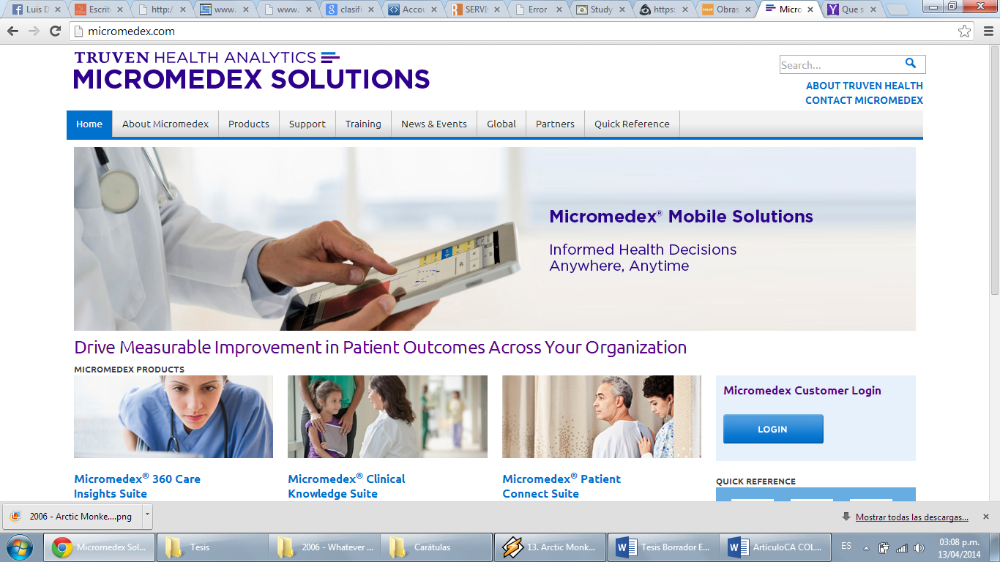 Luis D
Escrit
http:/
www.
www.
clasifi
Accou
SERVI
Error
Study
https:
Obras
Micro
Que s
micromedex.com
TRUVEN HEALTH ANALYTICS
MICROMEDEX SOLUTIONS
Search...
ABOUT TRUVEN HEALTH
CONTACT MICROMEDEX
Home
About Micromedex
Products
Support
Training
News & Events
Global
Partners
Quick Reference
Micromedex® Mobile Solutions
Informed Health Decisions
Anywhere, Anytime
Drive Measurable Improvement in Patient Outcomes Across Your Organization
MICROMEDEX PRODUCTS
Micromedex® 360 Care
Insights Suite
Micromedex® Clinical
Knowledge Suite
Micromedex® Patient
Connect Suite
Micromedex Customer Login
LOGIN
QUICK REFERENCE
2006 - Arctic Monke....png
Mostrar todas las descargas...
Micromedex Sol...
Tesis
2006 - Whatever ...
Carátulas
13. Arctic Monk...
Tesis Borrador E...
ArtículoCA COL...
ES
03:08 p.m.
13/04/2014